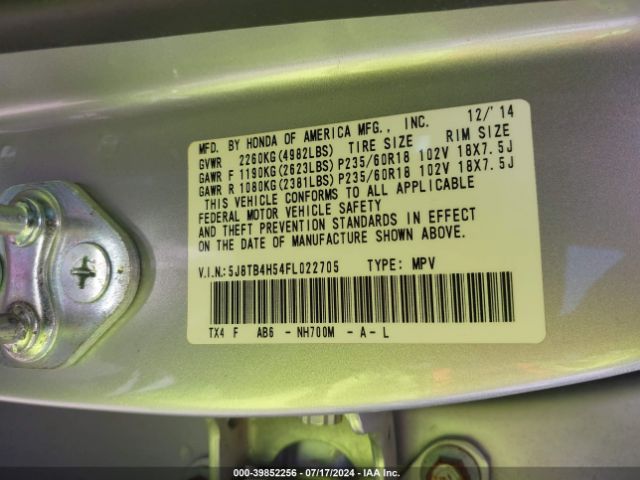 MFD. BY HONDA OF AMERICA MFG., INC. 12/'14
GVWR 2260KG(4982LBS) TIRE SIZE RIM SIZE
GAWR F 1190KG(2623LBS) P235/60R18 102V 18X7.5J
GAWR R 1080KG(2381LBS) P235/60R18 102V 18X7.5J
THIS VEHICLE CONFORMS TO ALL APPLICABLE
FEDERAL MOTOR VEHICLE SAFETY
AND THEFT PREVENTION STANDARDS IN EFFECT
ON THE DATE OF MANUFACTURE SHOWN ABOVE.
V.I.N.:5J8TB4H54FL022705 TYPE: MPV
TX4 F AB6 - NH700M - A - L
000-39852256 - 07/17/2024 - IAA Inc.